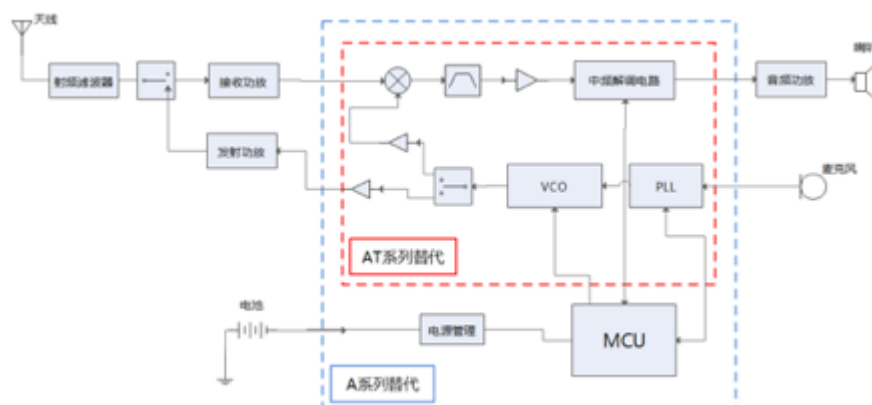 天线
喇叭
射频滤波器
接收功放
中频解调电路
音频功放
发射功放
麦克风
VCO
PLL
AT系列替代
电池
电源管理
MCU
A系列替代